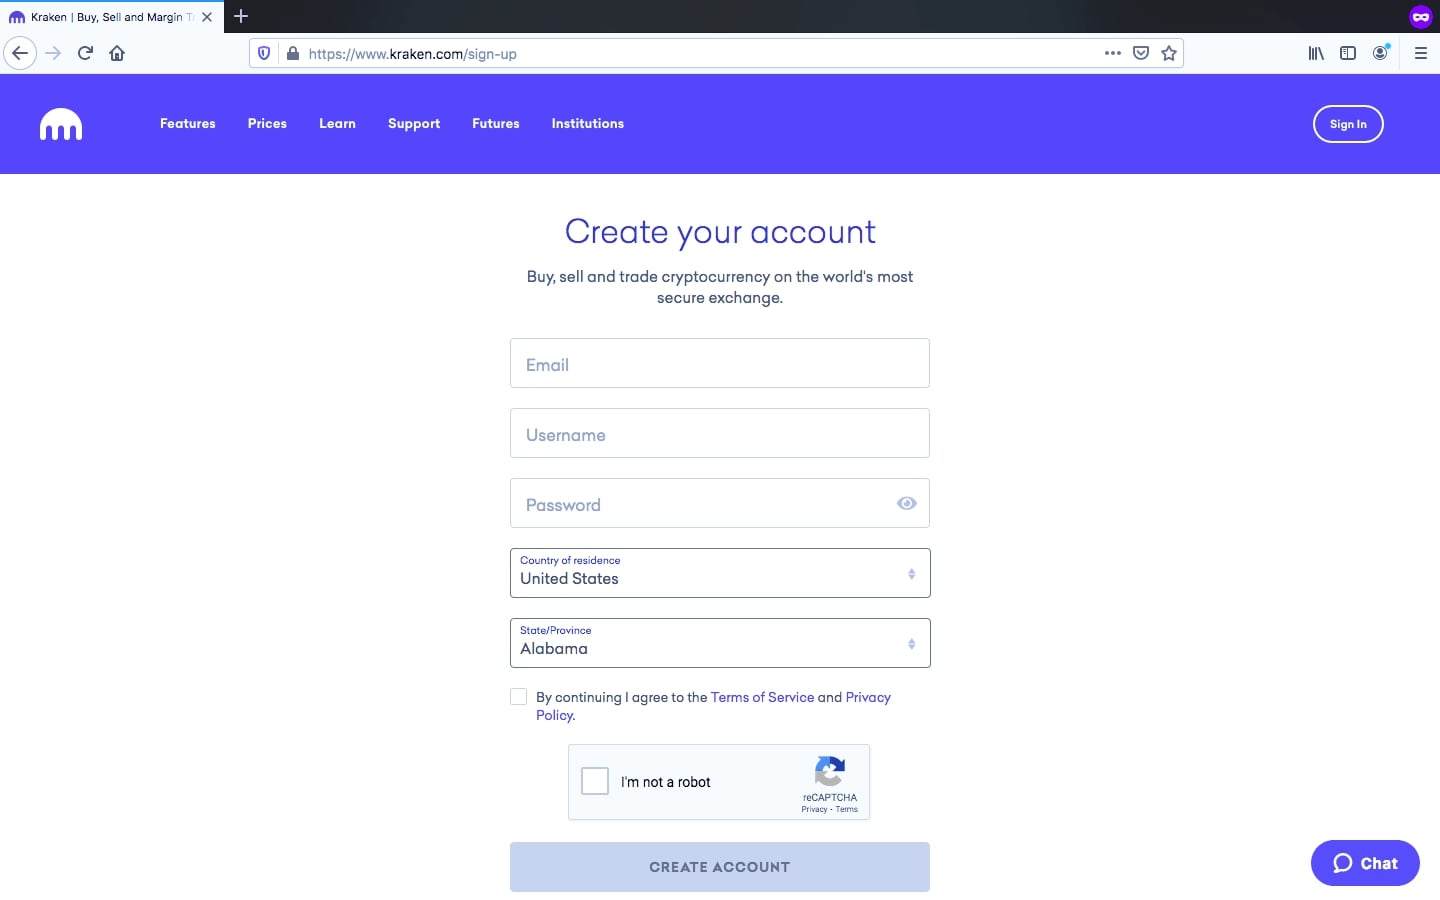 Kraken | Buy, Sell and Margin T
https://www.kraken.com/sign-up
Features Prices Learn Support Futures Institutions
Sign In
Create your account
Buy, sell and trade cryptocurrency on the world's most
secure exchange.
Email
Username
Password
Country of residence
United States
State/Province
Alabama
By continuing I agree to the Terms of Service and Privacy
Policy.
I'm not a robot
reCAPTCHA
Privacy - Terms
CREATE ACCOUNT
Chat